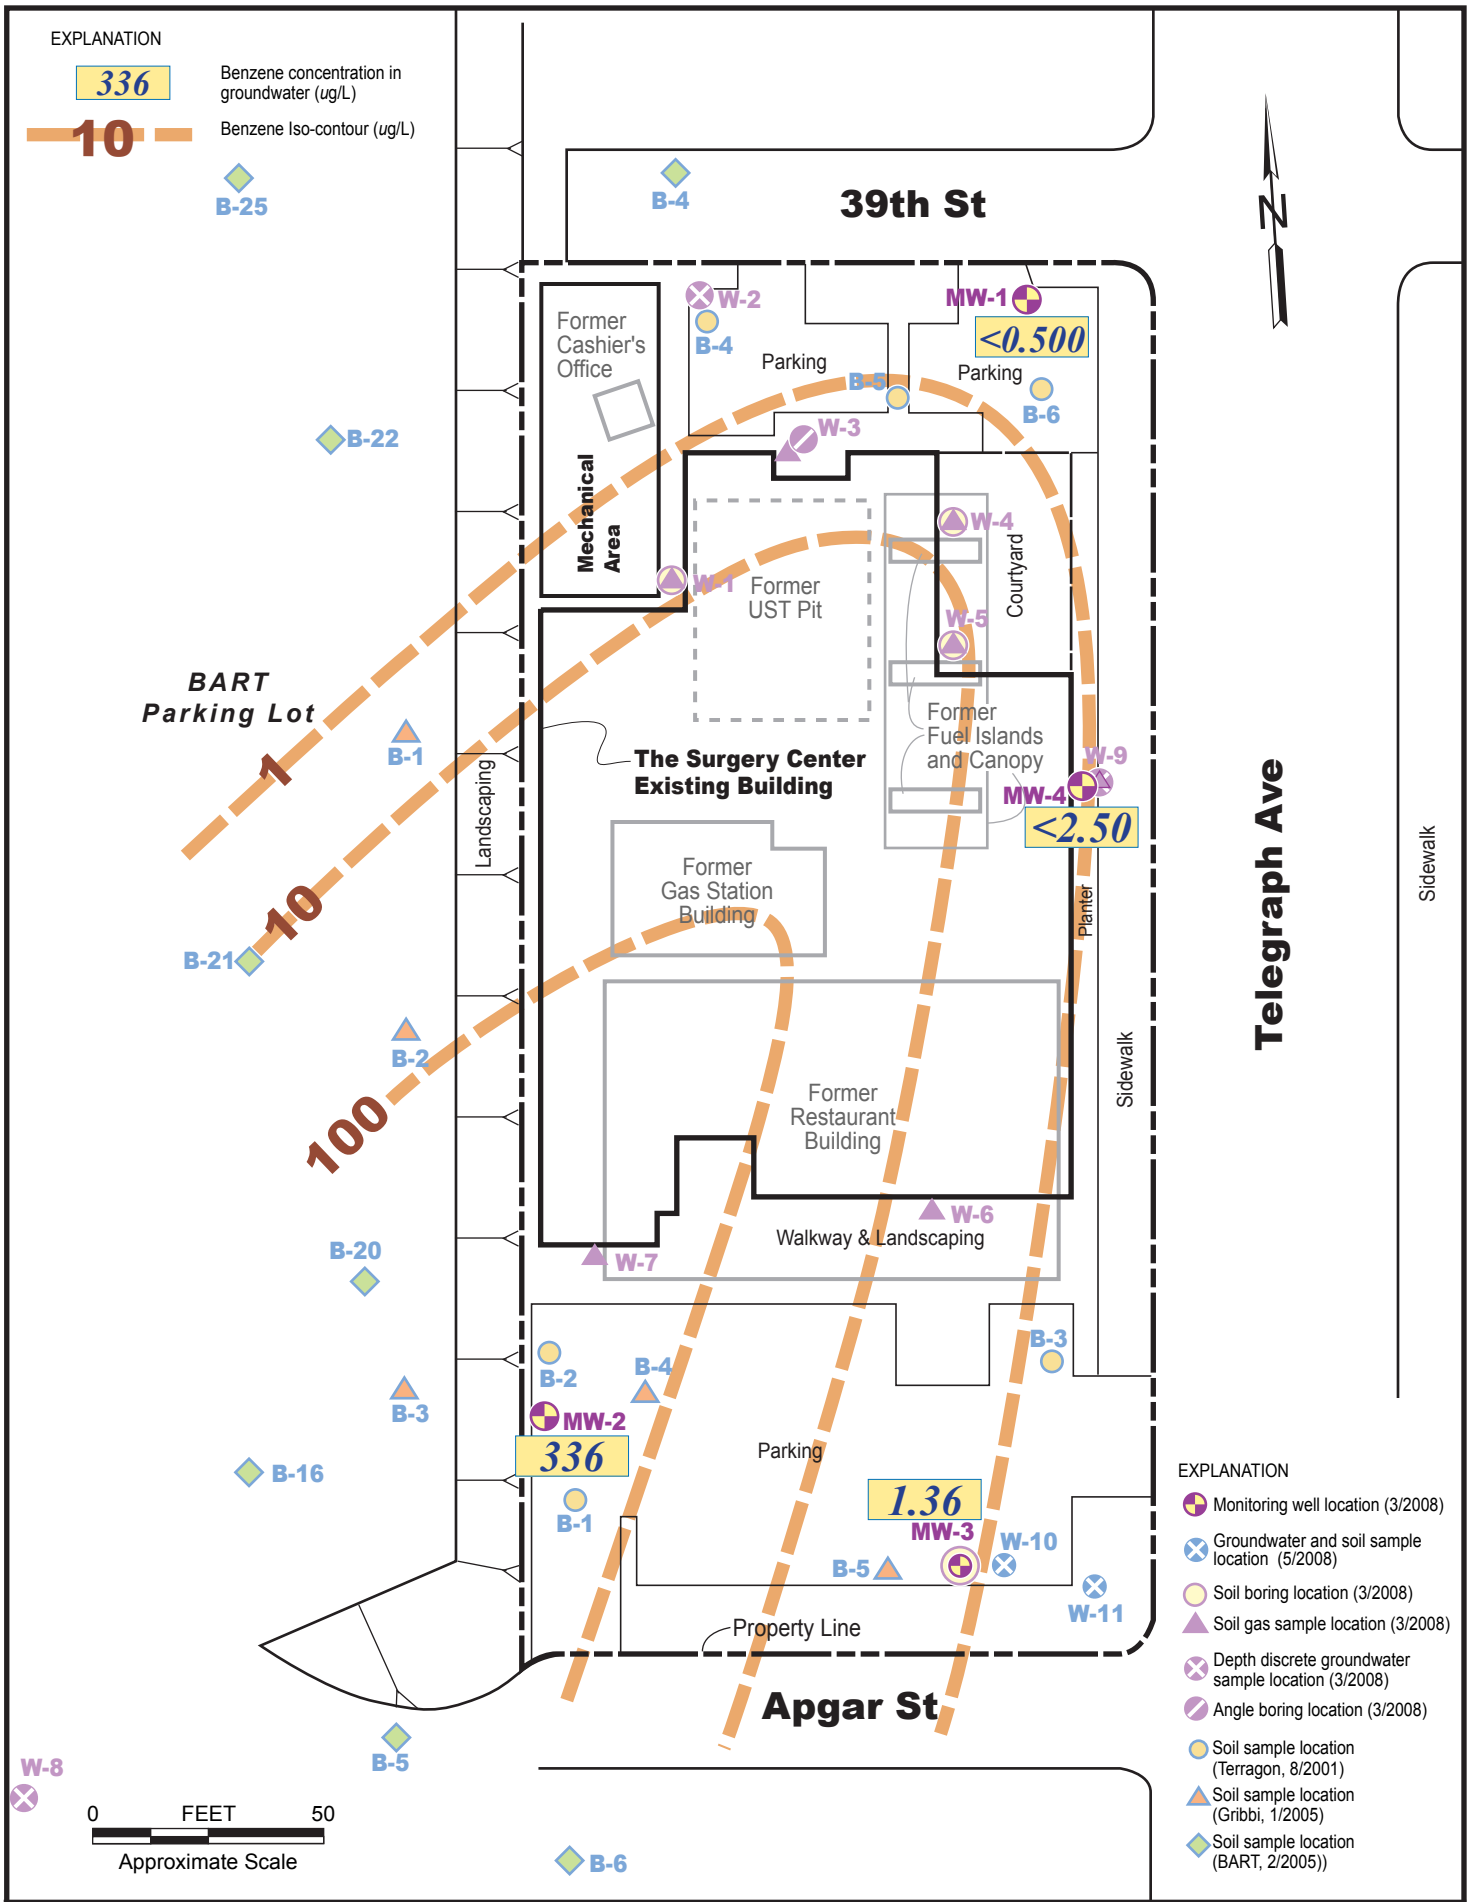 EXPLANATION
336
Benzene concentration in
groundwater (ug/L)
10
Benzene Iso-contour (ug/L)
B-25
B-4
39th St
N
W-2
B-4
MW-1
<0.500
Former
Cashier's
Office
Parking
B-5
Parking
B-6
B-22
W-3
Mechanical
Area
W-4
Courtyard
W-1
Former
UST Pit
W-5
BART
Parking Lot
1
B-1
Landscaping
The Surgery Center
Existing Building
Former
Fuel Islands
and Canopy
W-9
MW-4
<2.50
Telegraph Ave
Sidewalk
Former
Gas Station
Building
Planter
10
B-21
B-2
100
Former
Restaurant
Building
Sidewalk
W-6
Walkway & Landscaping
W-7
B-20
B-2
B-4
B-3
B-3
MW-2
336
Parking
B-16
B-1
1.36
MW-3
W-10
B-5
W-11
Property Line
Apgar St
B-5
W-8
0 FEET 50
Approximate Scale
B-6
EXPLANATION
Monitoring well location (3/2008)
Groundwater and soil sample
location (5/2008)
Soil boring location (3/2008)
Soil gas sample location (3/2008)
Depth discrete groundwater
sample location (3/2008)
Angle boring location (3/2008)
Soil sample location
(Terragon, 8/2001)
Soil sample location
(Gribbi, 1/2005)
Soil sample location
(BART, 2/2005))